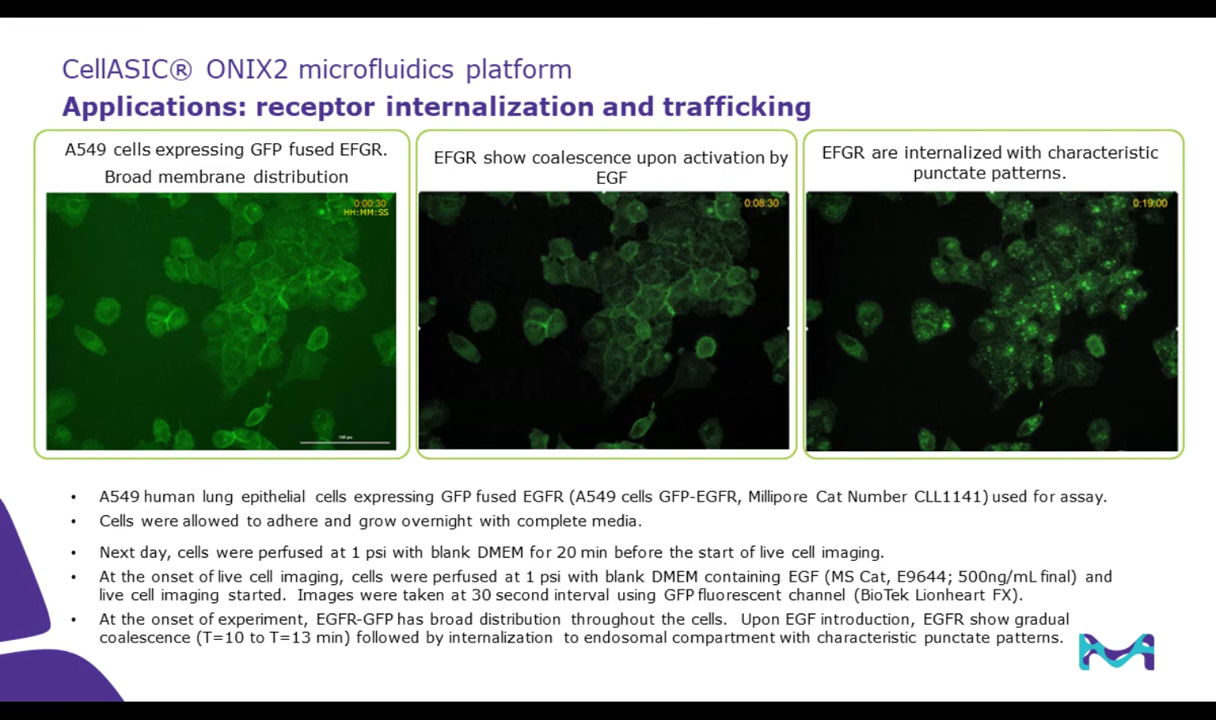 CellASIC® ONIX2 microfluidics platform
Applications: receptor internalization and trafficking
A549 cells expressing GFP fused EFGR.
Broad membrane distribution
0:00:30
HH:MM:SS
100 µm
EFGR show coalescence upon activation by
EGF
0:08:30
EFGR are internalized with characteristic
punctate patterns.
0:19:00
• A549 human lung epithelial cells expressing GFP fused EGFR (A549 cells GFP-EGFR, Millipore Cat Number CLL1141) used for assay.
• Cells were allowed to adhere and grow overnight with complete media.
• Next day, cells were perfused at 1 psi with blank DMEM for 20 min before the start of live cell imaging.
• At the onset of live cell imaging, cells were perfused at 1 psi with blank DMEM containing EGF (MS Cat, E9644; 500ng/mL final) and
live cell imaging started. Images were taken at 30 second interval using GFP fluorescent channel (BioTek Lionheart FX).
• At the onset of experiment, EGFR-GFP has broad distribution throughout the cells. Upon EGF introduction, EGFR show gradual
coalescence (T=10 to T=13 min) followed by internalization to endosomal compartment with characteristic punctate patterns.